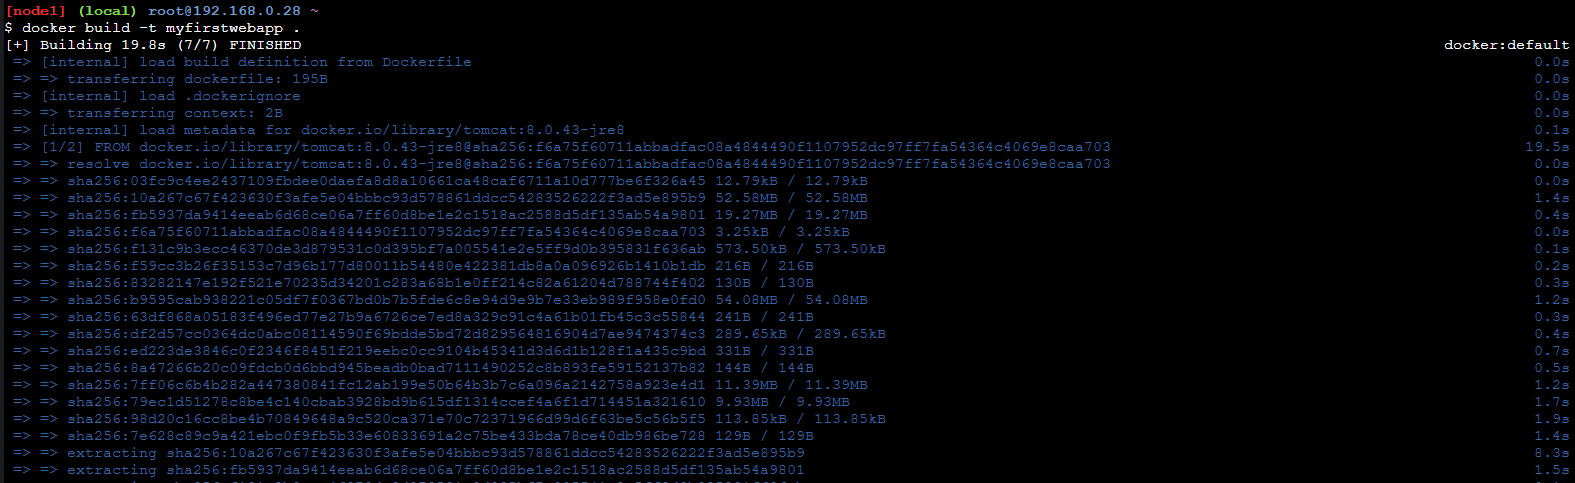 [node1] (local) root@192.168.0.28 ~
$ docker build -t myfirstwebapp .
[+] Building 19.8s (7/7) FINISHED docker:default
=> [internal] load build definition from Dockerfile 0.0s
=> => transferring dockerfile: 195B 0.0s
=> [internal] load .dockerignore 0.0s
=> => transferring context: 2B 0.0s
=> [internal] load metadata for docker.io/library/tomcat:8.0.43-jre8 0.1s
=> [1/2] FROM docker.io/library/tomcat:8.0.43-jre8@sha256:f6a75f60711abbadfac08a4844490f1107952dc97ff7fa54364c4069e8caa703 19.5s
=> => resolve docker.io/library/tomcat:8.0.43-jre8@sha256:f6a75f60711abbadfac08a4844490f1107952dc97ff7fa54364c4069e8caa703 0.0s
=> => sha256:03fc9c4ee2437109fbdee0daefa8d8a10661ca48caf6711a10d777be6f326a45 12.79kB / 12.79kB 0.0s
=> => sha256:10a267c67f423630f3afe5e04bbbc93d578861ddcc54283526222f3ad5e895b9 52.58MB / 52.58MB 1.4s
=> => sha256:fb5937da9414eeab6d68ce06a7ff60d8be1e2c1518ac2588d5df135ab54a9801 19.27MB / 19.27MB 0.4s
=> => sha256:f6a75f60711abbadfac08a4844490f1107952dc97ff7fa54364c4069e8caa703 3.25kB / 3.25kB 0.0s
=> => sha256:f131c9b3ecc46370de3d879531c0d395bf7a005541e2e5ff9d0b395831f636ab 573.50kB / 573.50kB 0.1s
=> => sha256:f59cc3b26f35153c7d96b177d80011b54480e422381db8a0a096926b1410b1db 216B / 216B 0.2s
=> => sha256:83282147e192f521e70235d34201c283a68b1e0ff214c82a61204d788744f402 130B / 130B 0.3s
=> => sha256:b9595cab938221c05df7f0367bd0b7b5fde6c8e94d9e9b7e33eb989f958e0fd0 54.08MB / 54.08MB 1.2s
=> => sha256:63df868a05183f496ed77e27b9a6726ce7ed8a329c91c4a61b01fb45c3c55844 241B / 241B 0.3s
=> => sha256:df2d57cc0364dc0abc08114590f69bdde5bd72d829564816904d7ae9474374c3 289.65kB / 289.65kB 0.4s
=> => sha256:ed223de3846c0f2346f8451f219eebc0cc9104b45341d3d6d1b128f1a435c9bd 331B / 331B 0.7s
=> => sha256:8a47266b20c09fdcb0d6bbd945beadb0bad7111490252c8b893fe59152137b82 144B / 144B 0.5s
=> => sha256:7ff06c6b4b282a447380841fc12ab199e50b64b3b7c6a096a2142758a923e4d1 11.39MB / 11.39MB 1.2s
=> => sha256:79ec1d51278c8be4c140cbab3928bd9b615df1314ccef4a6f1d714451a321610 9.93MB / 9.93MB 1.7s
=> => sha256:98d20c16cc8be4b70849648a9c520ca371e70c72371966d99d6f63be5c56b5f5 113.85kB / 113.85kB 1.9s
=> => sha256:7e628c89c9a421ebc0f9fb5b33e60833691a2c75be433bda78ce40db986be728 129B / 129B 1.4s
=> => extracting sha256:10a267c67f423630f3afe5e04bbbc93d578861ddcc54283526222f3ad5e895b9 8.3s
=> => extracting sha256:fb5937da9414eeab6d68ce06a7ff60d8be1e2c1518ac2588d5df135ab54a9801 1.5s